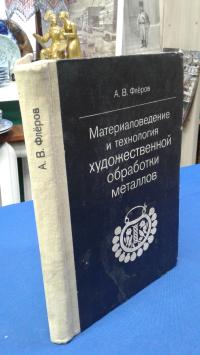 А. В. Флёров
А. В. Флёров
Материаловедение
и технология
художественной
обработки
металлов